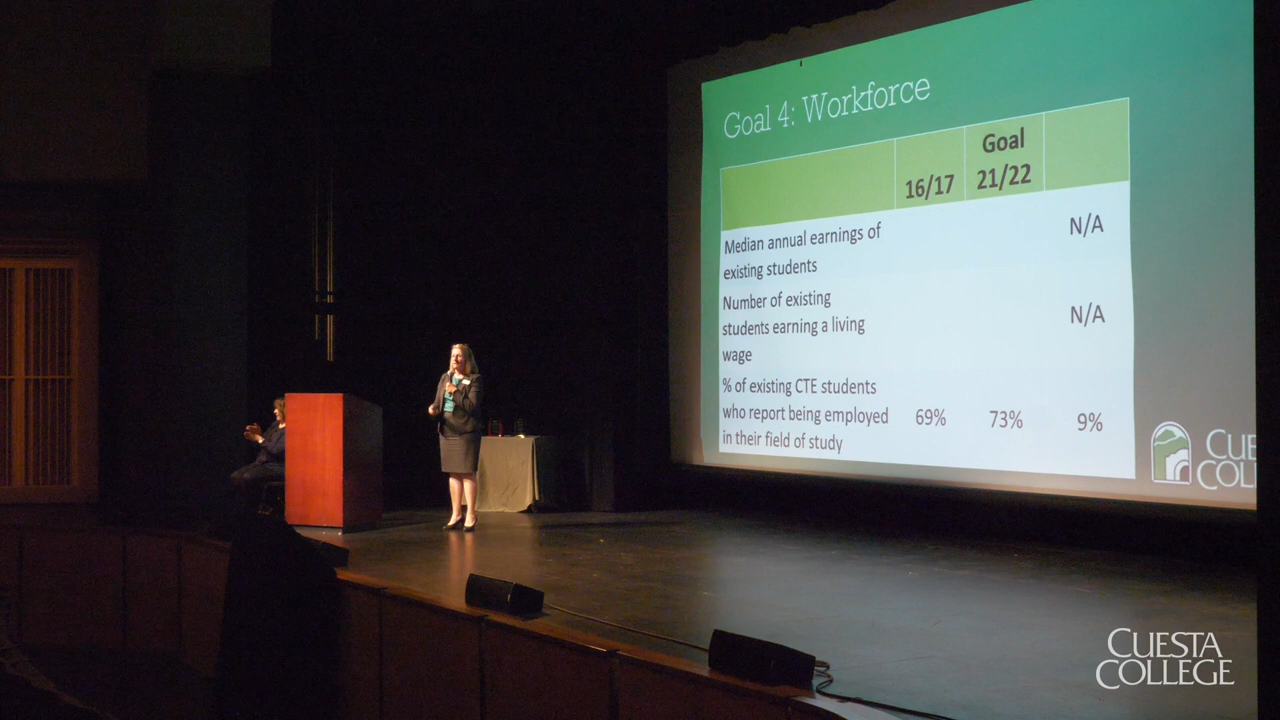 Goal 4: Workforce
16/17
Goal
21/22
Median annual earnings of
existing students
N/A
Number of existing
students earning a living
wage
N/A
% of existing CTE students
who report being employed
in their field of study
69%
73%
9%
CUE
COL
CUESTA
COLLEGE